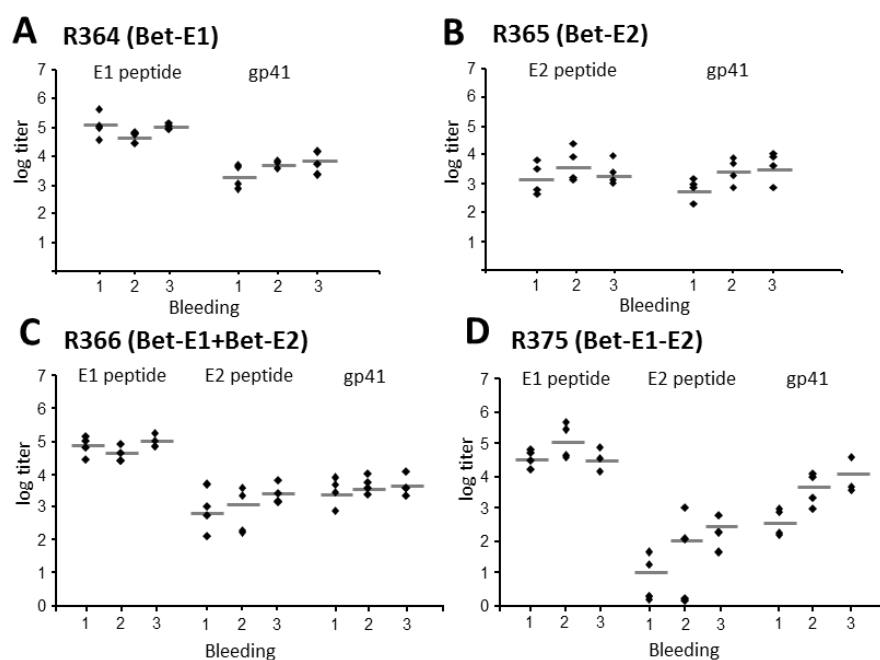 A R364 (Bet-E1)
E1 peptide gp41
log titer
7
6
5
4
3
2
1
1 2 3 1 2 3
Bleeding
B R365 (Bet-E2)
E2 peptide gp41
log titer
7
6
5
4
3
2
1
1 2 3 1 2 3
Bleeding
C R366 (Bet-E1+Bet-E2)
E1 peptide E2 peptide gp41
log titer
7
6
5
4
3
2
1
0
1 2 3 1 2 3 1 2 3
Bleeding
D R375 (Bet-E1-E2)
E1 peptide E2 peptide gp41
log titer
7
6
5
4
3
2
1
0
1 2 3 1 2 3 1 2 3
Bleeding